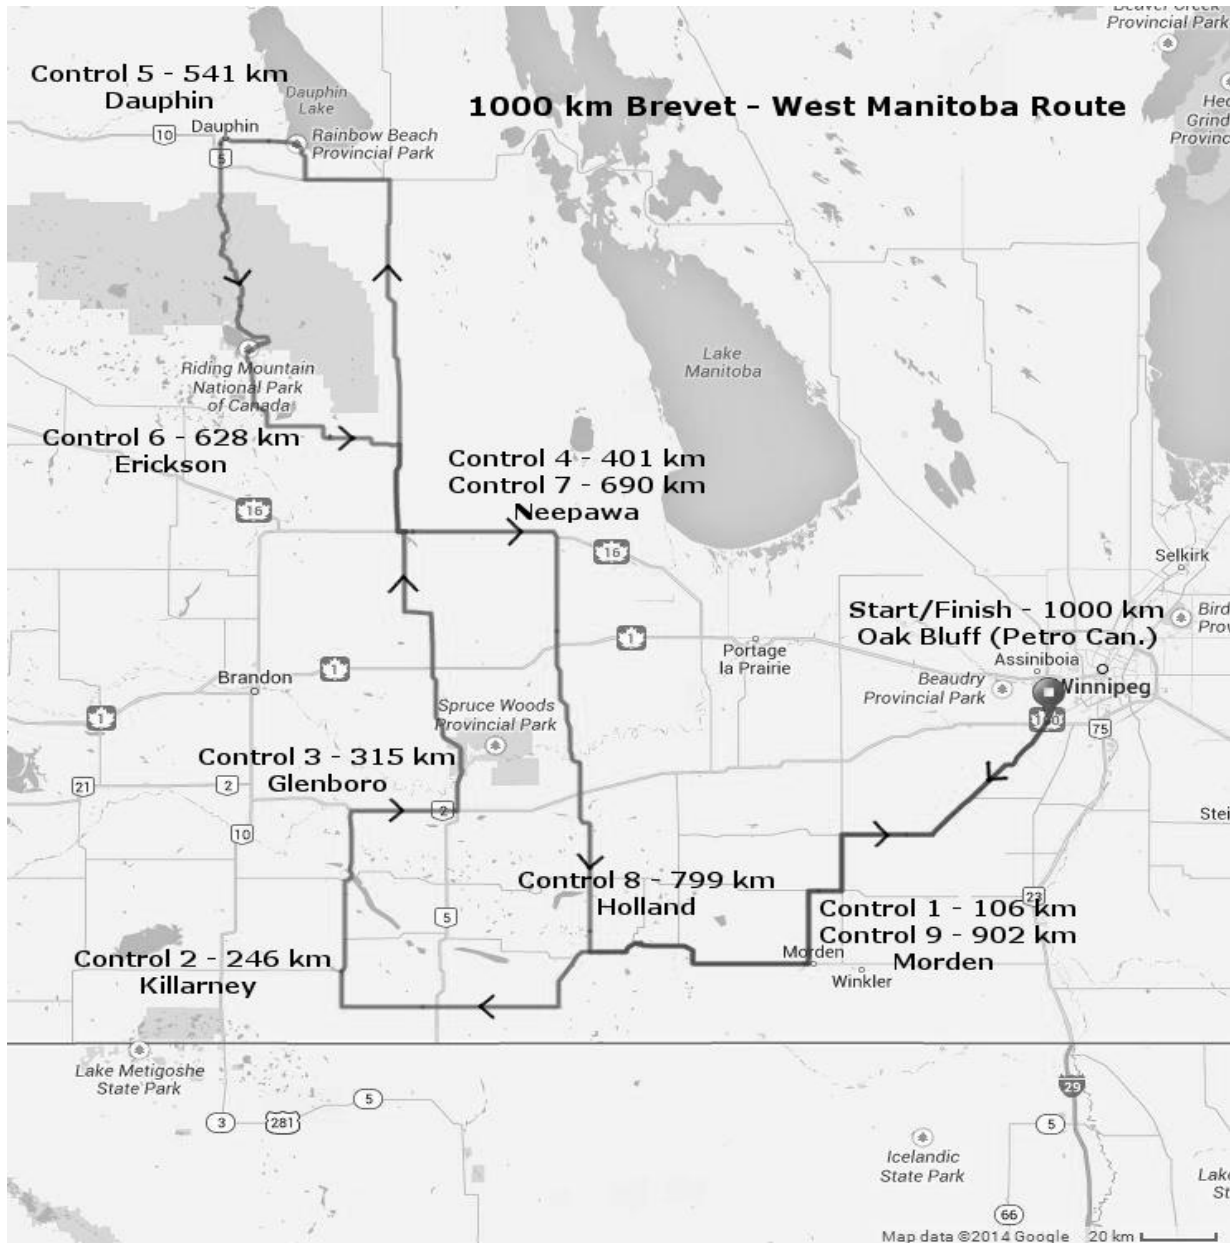 Beaver Creek
Provincial Park
Control 5 - 541 km
Dauphin
Dauphin
Lake
1000 km Brevet - West Manitoba Route
Dauphin
10
5
Rainbow Beach
Provincial Park
Riding Mountain
National Park
of Canada
Lake
Manitoba
Control 6 - 628 km
Erickson
Control 4 - 401 km
Control 7 - 690 km
Neepawa
16
16
Selkirk
Start/Finish - 1000 km
Oak Bluff (Petro Can.)
1
Portage
la Prairie
Assiniboia
Beaudry
Provincial Park
Winnipeg
75
Brandon
1
1
Spruce Woods
Provincial Park
Control 3 - 315 km
Glenboro
21
2
2
10
5
Control 8 - 799 km
Holland
23
Control 1 - 106 km
Control 9 - 902 km
Morden
Morden
Winkler
Control 2 - 246 km
Killarney
Lake Metigoshe
State Park
3
281
5
29
5
Icelandic
State Park
66
Map data ©2014 Google
20 km